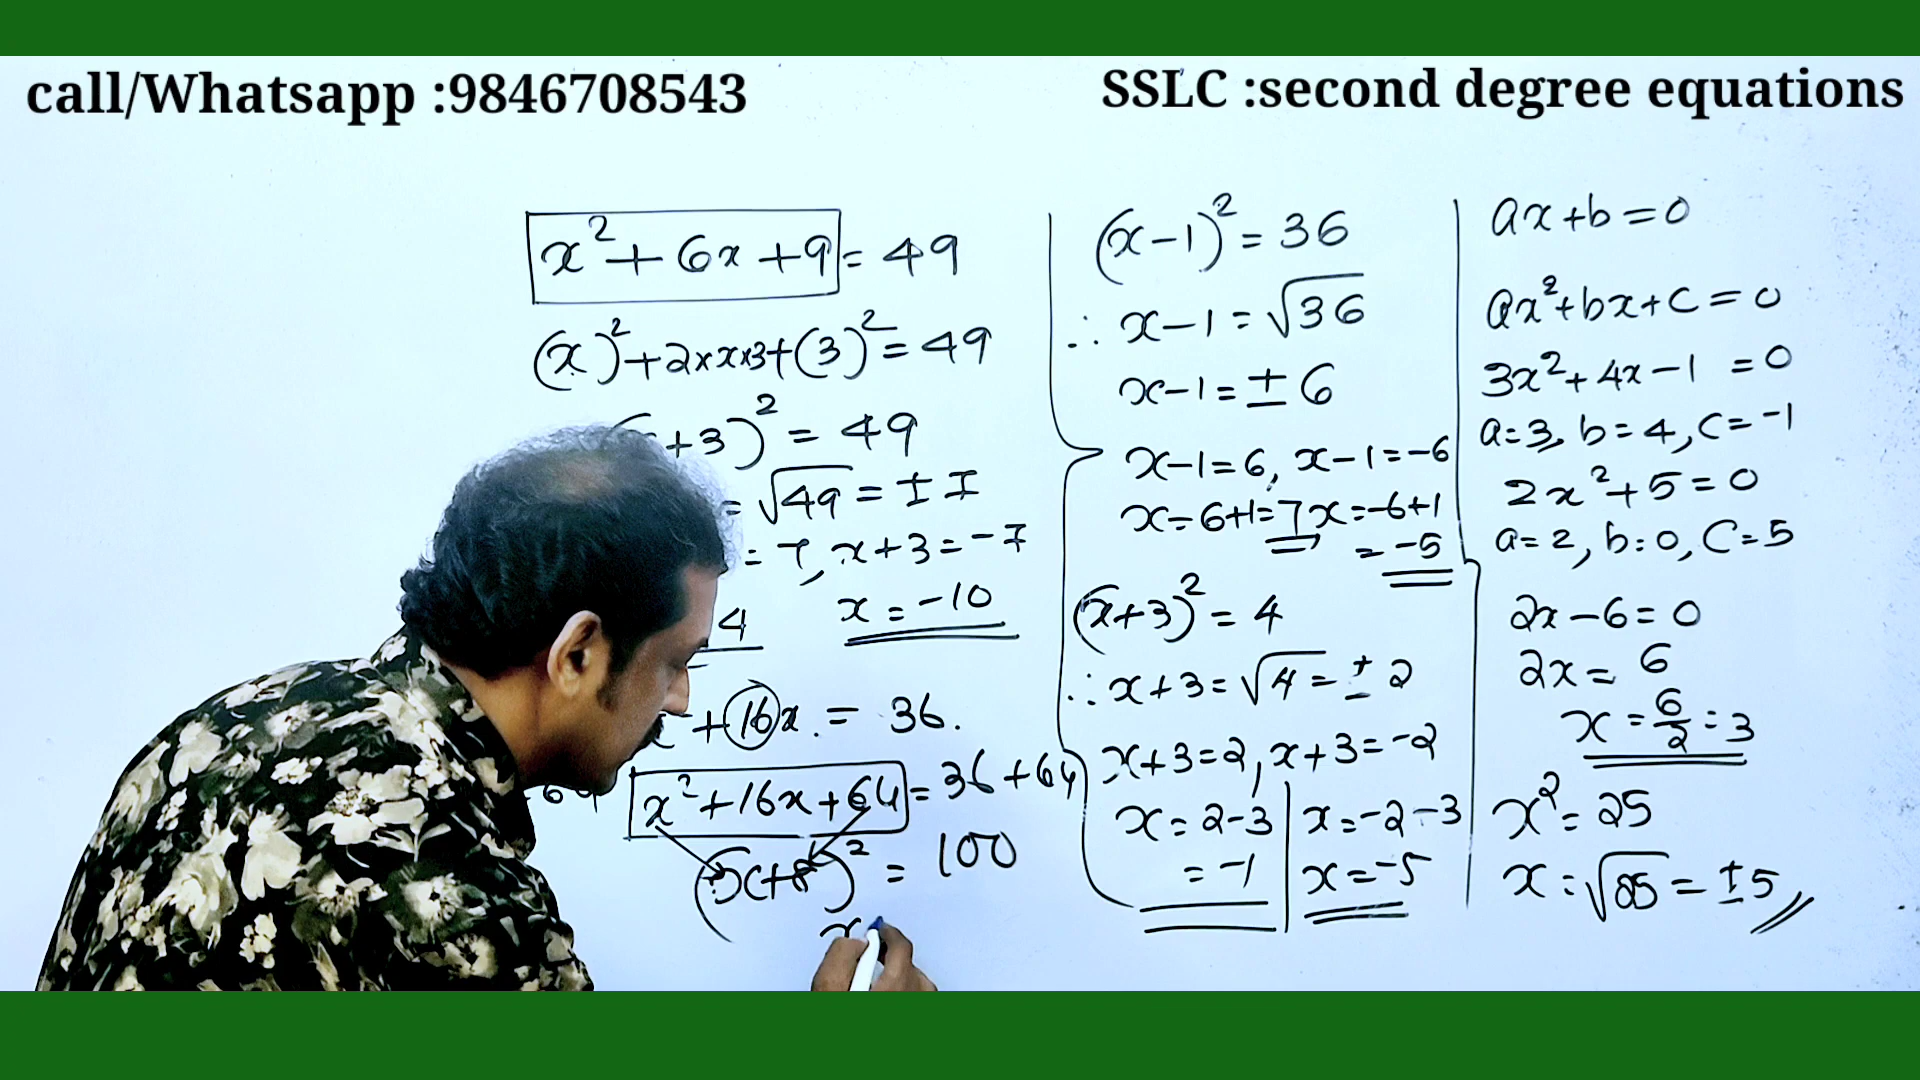 call/Whatsapp :9846708543
SSLC :second degree equations
x² + 6x + 9 = 49
(x)² + 2×x×3 + (3)² = 49
+3)² = 49
= √49 = ±7
= 7, x+3 = -7
4
x = -10
+16x = 36.
x² + 16x + 64 = 36 + 64
(x+8)² = 100
x
(x-1)² = 36
∴ x-1 = √36
x-1 = ±6
x-1 = 6, x-1 = -6
x = 6+1 = 7 x = -6+1
= -5
(x+3)² = 4
∴ x+3 = √4 = ±2
x+3 = 2, x+3 = -2
x = 2-3 x = -2-3
= -1 x = -5
ax + b = 0
ax² + bx + c = 0
3x² + 4x - 1 = 0
a=3, b=4, c=-1
2x² + 5 = 0
a=2, b=0, c=5
2x - 6 = 0
2x = 6
x = 6/2 = 3
x² = 25
x = √25 = ±5